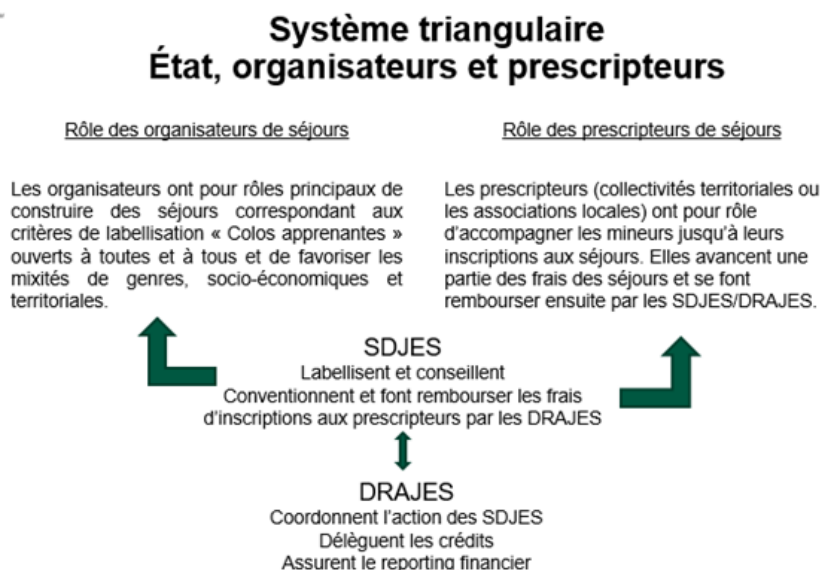 Système triangulaire
État, organisateurs et prescripteurs
Rôle des organisateurs de séjours
Les organisateurs ont pour rôles principaux de
construire des séjours correspondant aux
critères de labellisation « Colos apprenantes »
ouverts à toutes et à tous et de favoriser les
mixités de genres, socio-économiques et
territoriales.
Rôle des prescripteurs de séjours
Les prescripteurs (collectivités territoriales ou
les associations locales) ont pour rôle
d’accompagner les mineurs jusqu’à leurs
inscriptions aux séjours. Elles avancent une
partie des frais des séjours et se font
rembourser ensuite par les SDJES/DRAJES.
SDJES
Labellisent et conseillent
Conventionnent et font rembourser les frais
d’inscriptions aux prescripteurs par les DRAJES
DRAJES
Coordonnent l’action des SDJES
Délèguent les crédits
Assurent le reporting financier